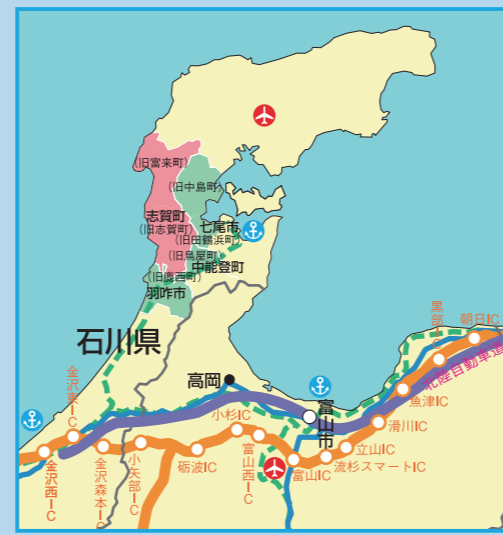 (旧富来町)
(旧中島町)
志賀町
(旧志賀町)
七尾市
(旧田鶴浜町)
(旧鳥屋町)
中能登町
(旧鹿西町)
羽咋市
石川県
高岡
富山市
黒部IC
朝日IC
北陸自動車道
魚津IC
滑川IC
立山IC
流杉スマートIC
富山IC
富山西IC
小杉IC
砺波IC
小矢部IC
金沢森本IC
金沢東IC
金沢西IC